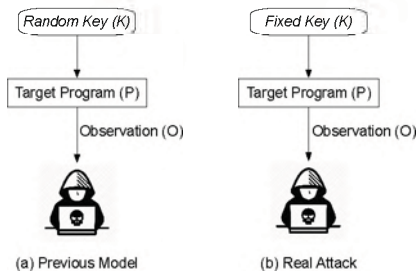 Random Key (K)
Target Program (P)
Observation (O)
(a) Previous Model
Fixed Key (K)
Target Program (P)
Observation (O)
(b) Real Attack